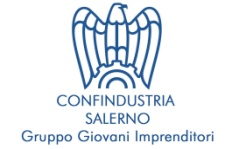 CONFINDUSTRIA
SALERNO
Gruppo Giovani Imprenditori